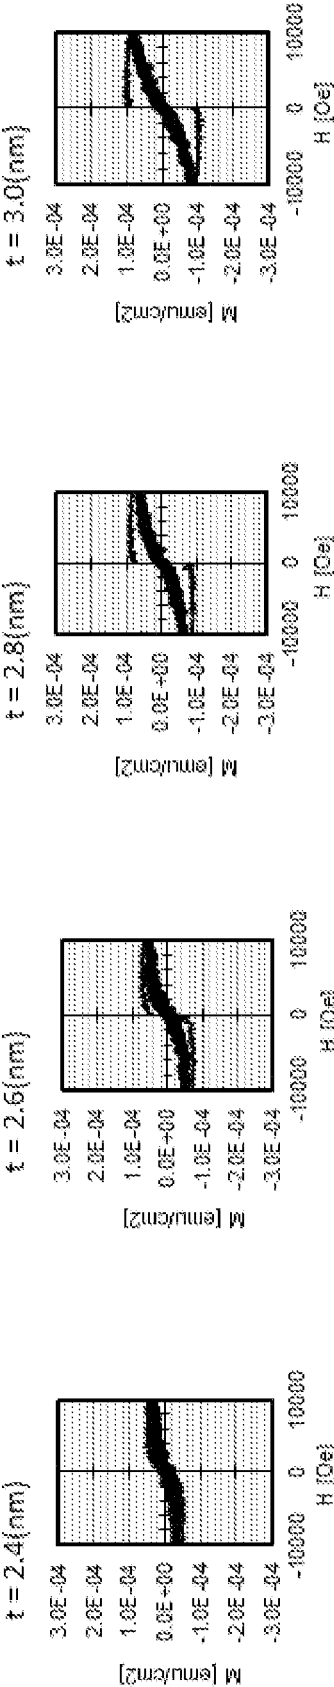 t = 2.4{nm}
3.0E-04
2.0E-04
1.0E-04
0.0E+00
-1.0E-04
-2.0E-04
-3.0E-04
M [emu/cm2]
-10000 0 10000
H [Oe]
t = 2.6{nm}
3.0E-04
2.0E-04
1.0E-04
0.0E+00
-1.0E-04
-2.0E-04
-3.0E-04
M [emu/cm2]
-10000 0 10000
H [Oe]
t = 2.8{nm}
3.0E-04
2.0E-04
1.0E-04
0.0E+00
-1.0E-04
-2.0E-04
-3.0E-04
M [emu/cm2]
-10000 0 10000
H [Oe]
t = 3.0{nm}
3.0E-04
2.0E-04
1.0E-04
0.0E+00
-1.0E-04
-2.0E-04
-3.0E-04
M [emu/cm2]
-10000 0 10000
H [Oe]